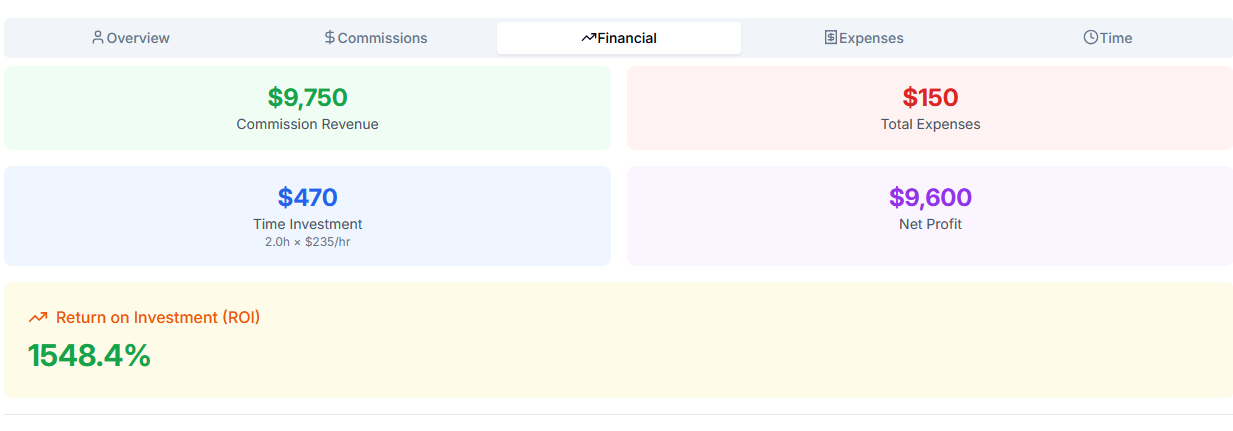 Overview Commissions Financial Expenses Time
$9,750
Commission Revenue
$150
Total Expenses
$470
Time Investment
2.0h × $235/hr
$9,600
Net Profit
Return on Investment (ROI)
1548.4%